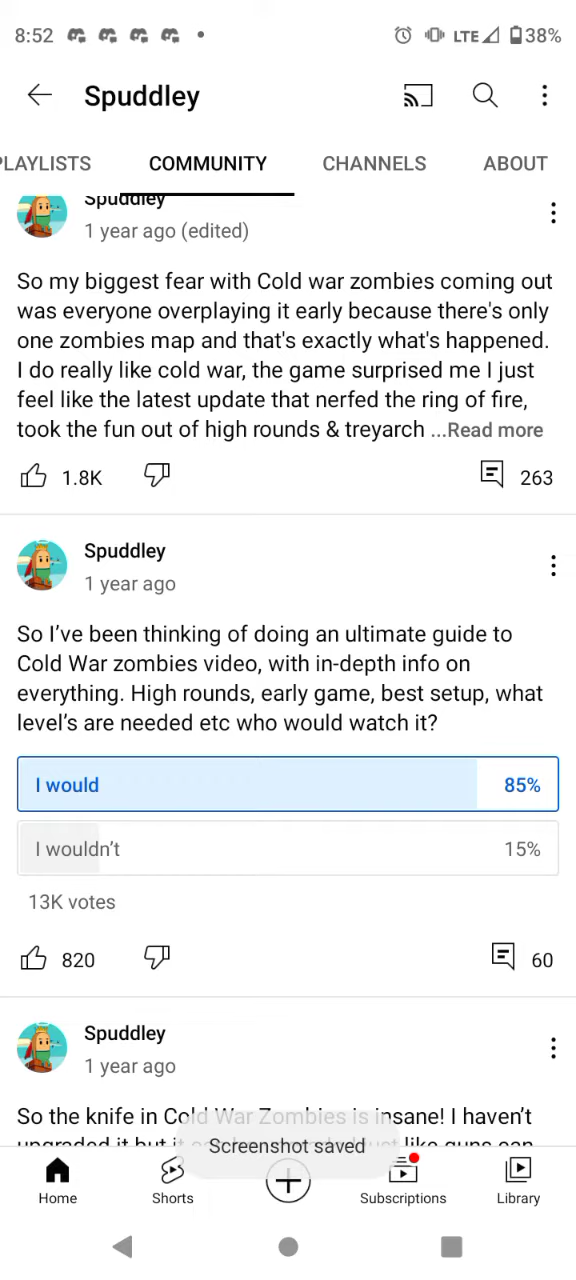 8:52
LTE 38%
Spuddley
PLAYLISTS COMMUNITY CHANNELS ABOUT
Spuddley
1 year ago (edited)
So my biggest fear with Cold war zombies coming out
was everyone overplaying it early because there's only
one zombies map and that's exactly what's happened.
I do really like cold war, the game surprised me I just
feel like the latest update that nerfed the ring of fire,
took the fun out of high rounds & treyarch ...Read more
1.8K 263
Spuddley
1 year ago
So I’ve been thinking of doing an ultimate guide to
Cold War zombies video, with in-depth info on
everything. High rounds, early game, best setup, what
level’s are needed etc who would watch it?
I would 85%
I wouldn’t 15%
13K votes
820 60
Spuddley
1 year ago
So the knife in Cold War Zombies is insane! I haven’t
upgraded it but it like guns can
Screenshot saved
Home Shorts Subscriptions Library